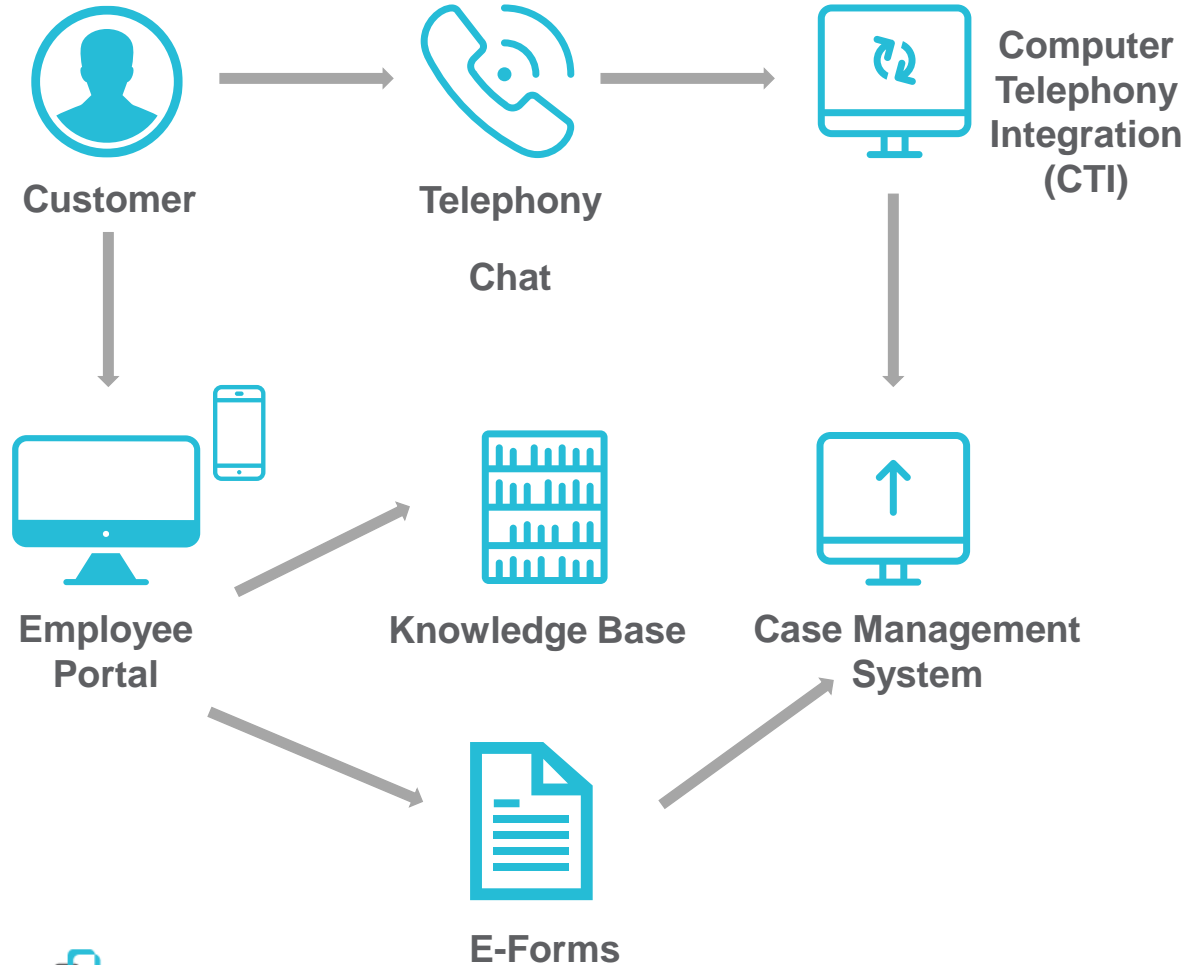 Computer
Telephony
Integration
(CTI)
Customer
Telephony
Chat
Employee
Portal
Knowledge Base
Case Management
System
E-Forms